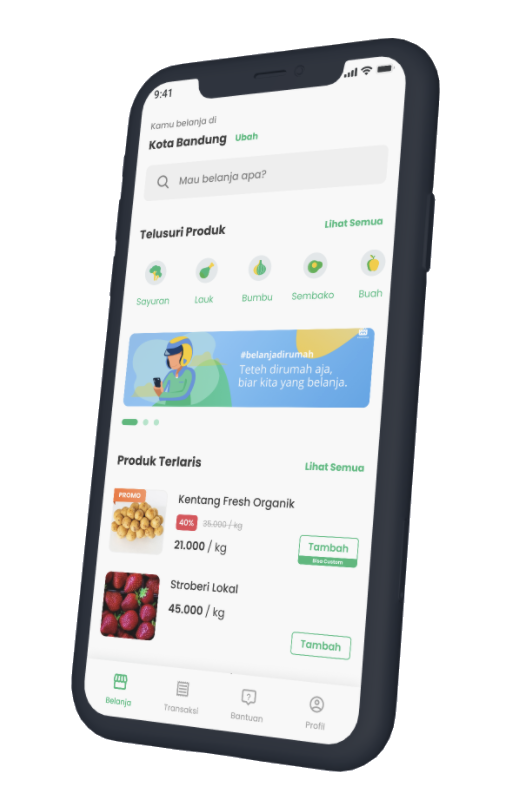 9:41
Kamu belanja di
Kota Bandung Ubah
Mau belanja apa?
Telusuri Produk Lihat Semua
Sayuran Lauk Bumbu Sembako Buah
#belanjadirumah
Teteh dirumah aja,
biar kita yang belanja.
Produk Terlaris Lihat Semua
PROMO
Kentang Fresh Organik
40% 35.000 / kg
21.000 / kg
Tambah
Bisa Custom
Stroberi Lokal
45.000 / kg
Tambah
Belanja Transaksi Bantuan Profil